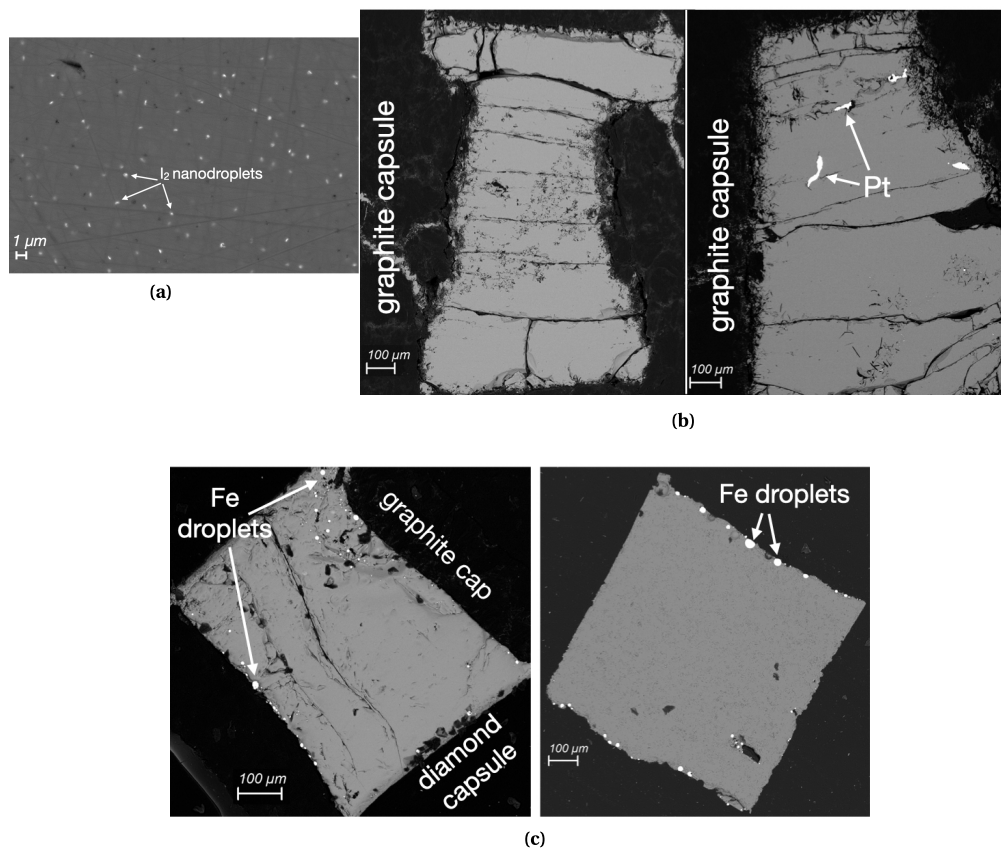 I₂ nanodroplets
1 µm
(a)
graphite capsule
100 µm
graphite capsule
Pt
100 µm
(b)
Fe
droplets
graphite cap
diamond
capsule
100 µm
Fe droplets
100 µm
(c)